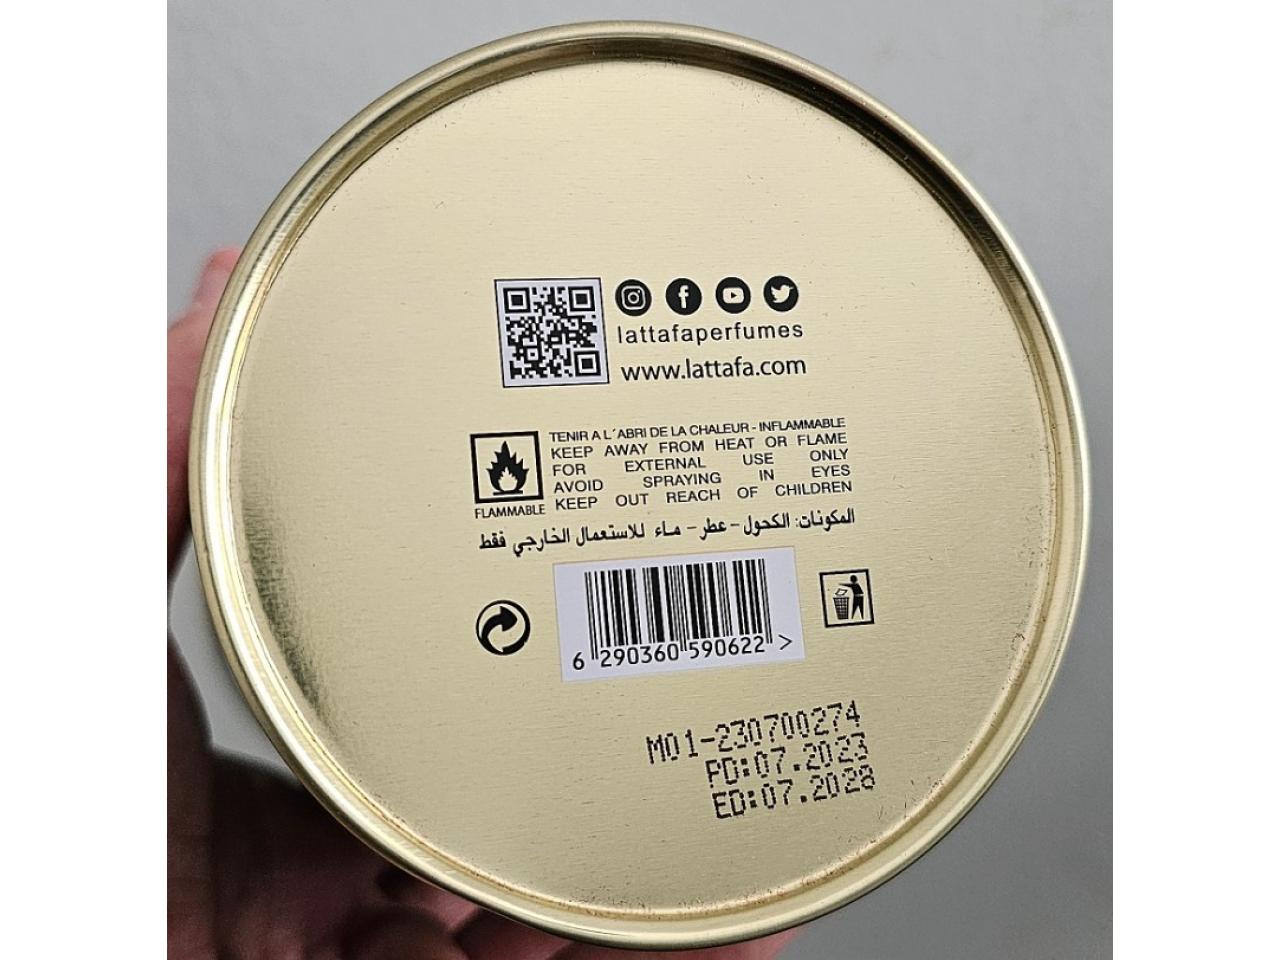 lattafaperfumes
www.lattafa.com
TENIR A L´ABRI DE LA CHALEUR - INFLAMMABLE
KEEP AWAY FROM HEAT OR FLAME
FOR EXTERNAL USE ONLY
AVOID SPRAYING IN EYES
KEEP OUT REACH OF CHILDREN
FLAMMABLE
المكونات: الكحول - عطر - ماء للاستعمال الخارجي فقط
6 290360 590622 >
M01-230700274
PD:07.2023
ED:07.2028